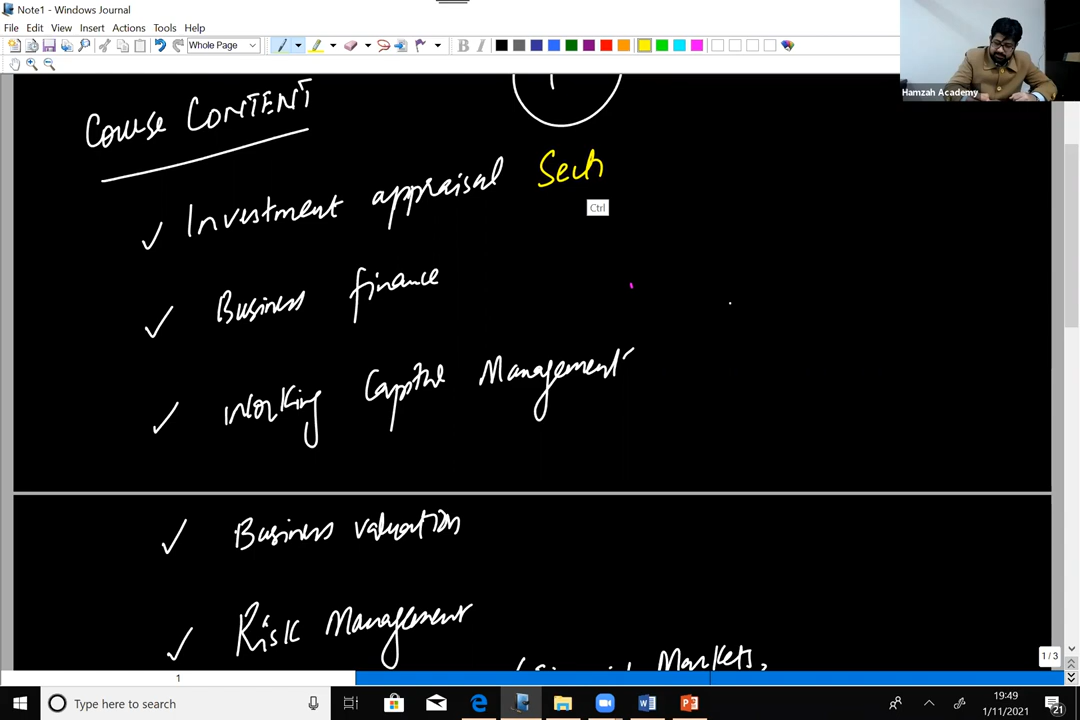 Note1 - Windows Journal
File Edit View Insert Actions Tools Help
Whole Page
B I
Hamzah Academy
Course CONTENT
✓ Investment appraisal Sech
Ctrl
✓ Business finance
✓ Working Capital Management
✓ Business valuation
✓ Risk Management
Markets,
1 / 3
1
Type here to search
19:49
1/11/2021
21